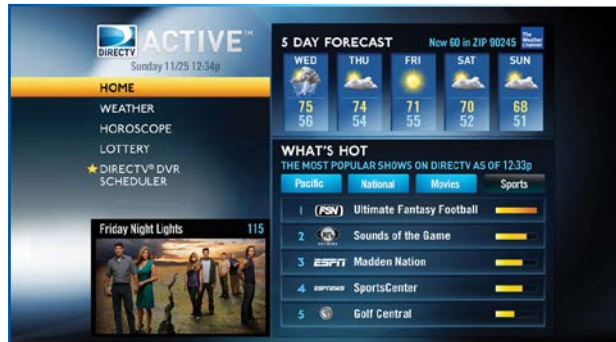 DIRECTV
ACTIVE™
Sunday 11/25 12:34p
HOME
WEATHER
HOROSCOPE
LOTTERY
DIRECTV® DVR
SCHEDULER
Friday Night Lights 115
5 DAY FORECAST Now 60 in ZIP 90245
The
Weather
Channel
WED THU FRI SAT SUN
75 74 71 70 68
56 54 55 52 51
WHAT'S HOT
THE MOST POPULAR SHOWS ON DIRECTV AS OF 12:33p
Pacific National Movies Sports
1 FSN Ultimate Fantasy Football
2 Sounds of the Game
3 ESPN Madden Nation
4 ESPNEWS SportsCenter
5 Golf Central